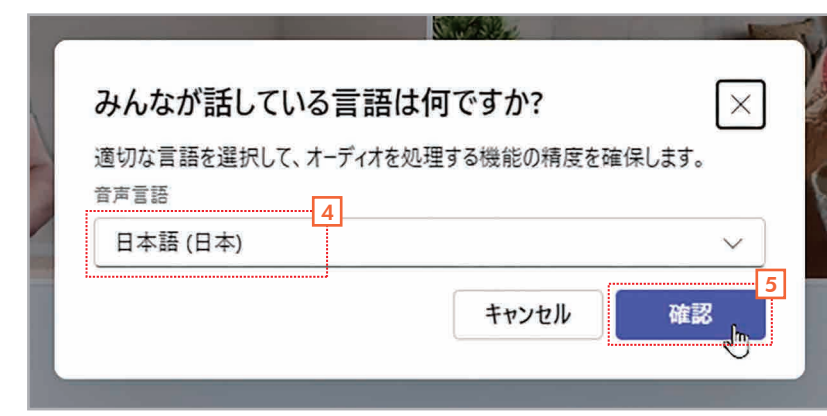 みんなが話している言語は何ですか?
適切な言語を選択して、オーディオを処理する機能の精度を確保します。
音声言語
4
日本語 (日本)
5
キャンセル
確認